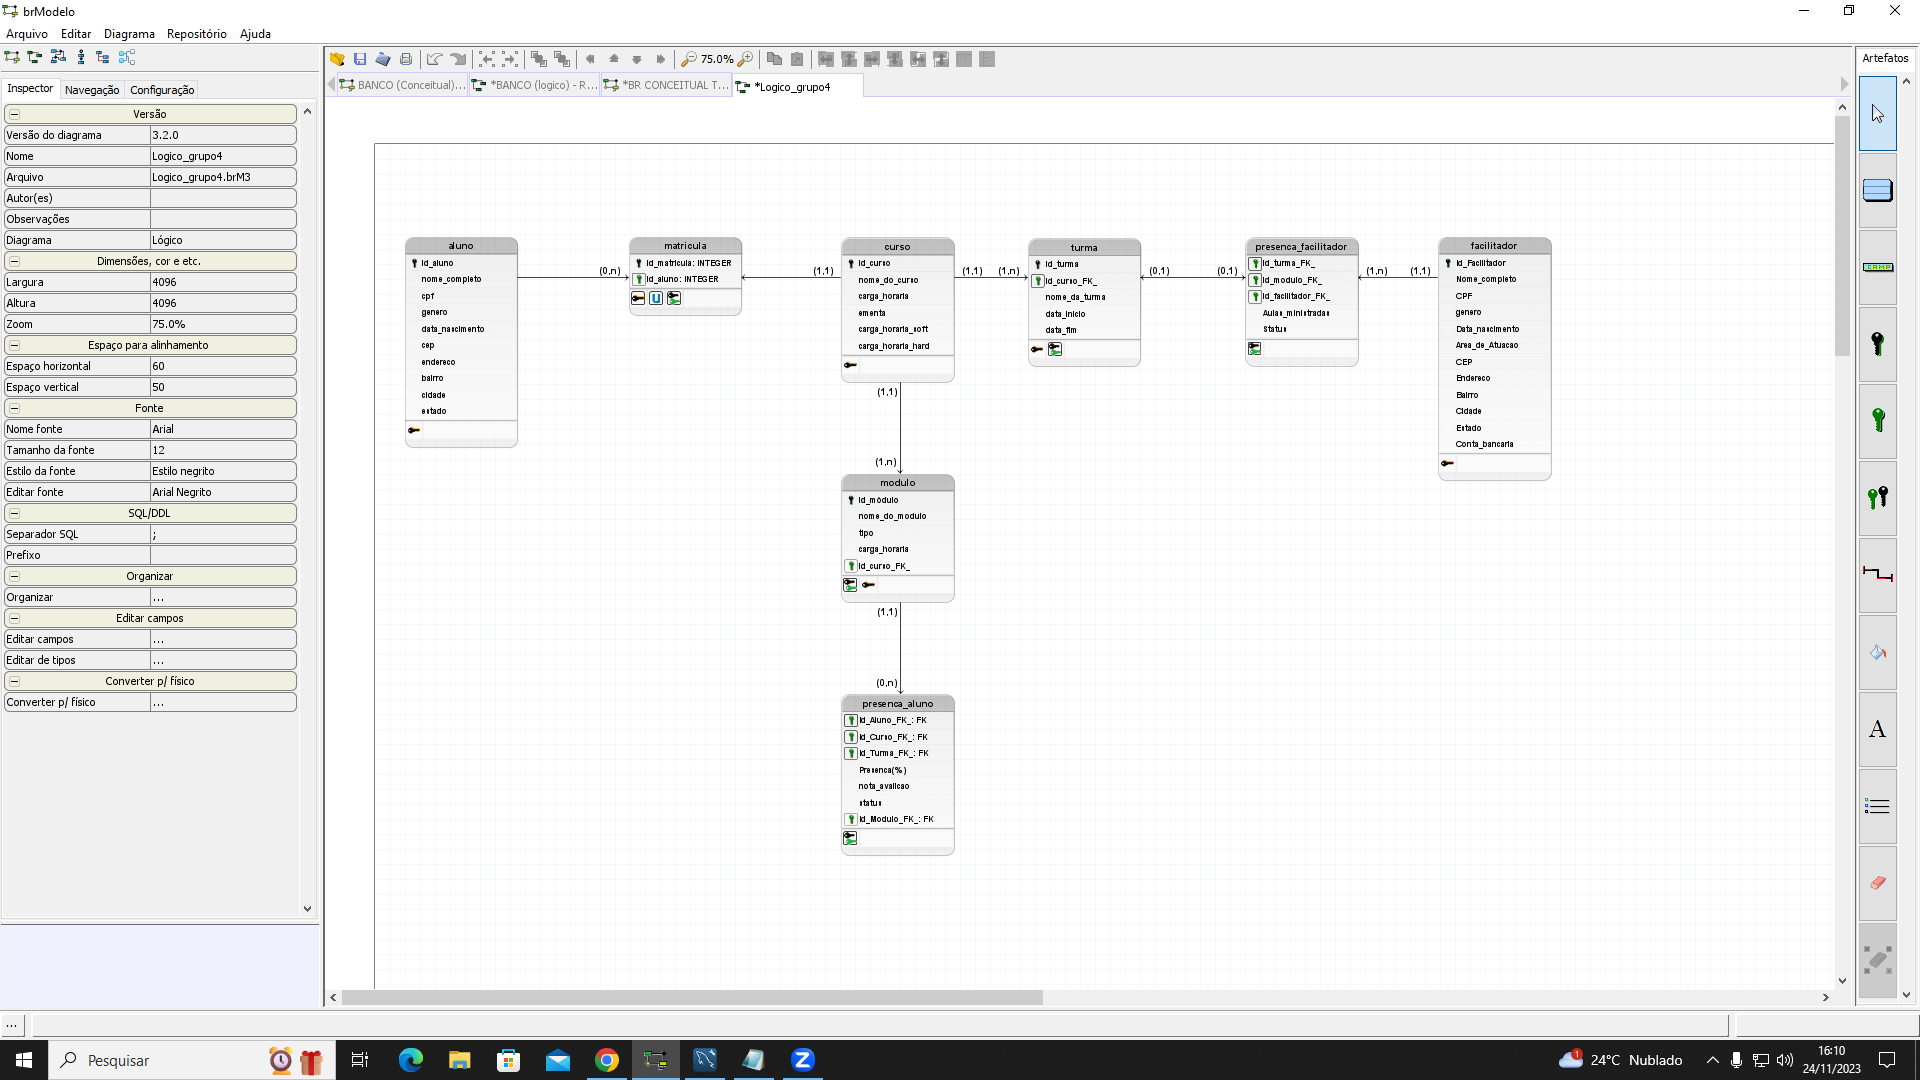 brModelo
Arquivo Editar Diagrama Repositório Ajuda
75.0%
Artefatos
Inspector Navegação Configuração
BANCO (Conceitual)... *BANCO (logico) - R... *BR CONCEITUAL T... *Logico_grupo4
Versão
Versão do diagrama 3.2.0
Nome Logico_grupo4
Arquivo Logico_grupo4.brM3
Autor(es)
Observações
Diagrama Lógico
Dimensões, cor e etc.
Largura 4096
Altura 4096
Zoom 75.0%
Espaço para alinhamento
Espaço horizontal 60
Espaço vertical 50
Fonte
Nome fonte Arial
Tamanho da fonte 12
Estilo da fonte Estilo negrito
Editar fonte Arial Negrito
SQL/DDL
Separador SQL ;
Prefixo
Organizar
Organizar ...
Editar campos
Editar campos ...
Editar de tipos ...
Converter p/ físico
Converter p/ físico ...
aluno
id_aluno
nome_completo
cpf
genero
data_nascimento
cep
endereco
bairro
cidade
estado
(0,n)
matricula
id_matricula: INTEGER
id_aluno: INTEGER
U
(1,1)
curso
id_curso
nome_do_curso
carga_horaria
ementa
carga_horaria_soft
carga_horaria_hard
(1,1) (1,n)
turma
id_turma
id_curso_FK_
nome_da_turma
data_inicio
data_fim
(0,1) (0,1)
presenca_facilitador
id_turma_FK_
id_modulo_FK_
id_facilitador_FK_
Aulas_ministradas
Status
(1,n) (1,1)
facilitador
id_Facilitador
Nome_completo
CPF
genero
Data_nascimento
Area_de_Atuacao
CEP
Endereco
Bairro
Cidade
Estado
Conta_bancaria
(1,1)
(1,n)
modulo
id_módulo
nome_do_modulo
tipo
carga_horaria
id_curso_FK_
(1,1)
(0,n)
presenca_aluno
id_Aluno_FK_: FK
id_Curso_FK_: FK
id_Turma_FK_: FK
Presenca(%)
nota_avalicao
status
id_Modulo_FK_: FK
CAMPO
A
...
Pesquisar
1
24°C Nublado
16:10
24/11/2023